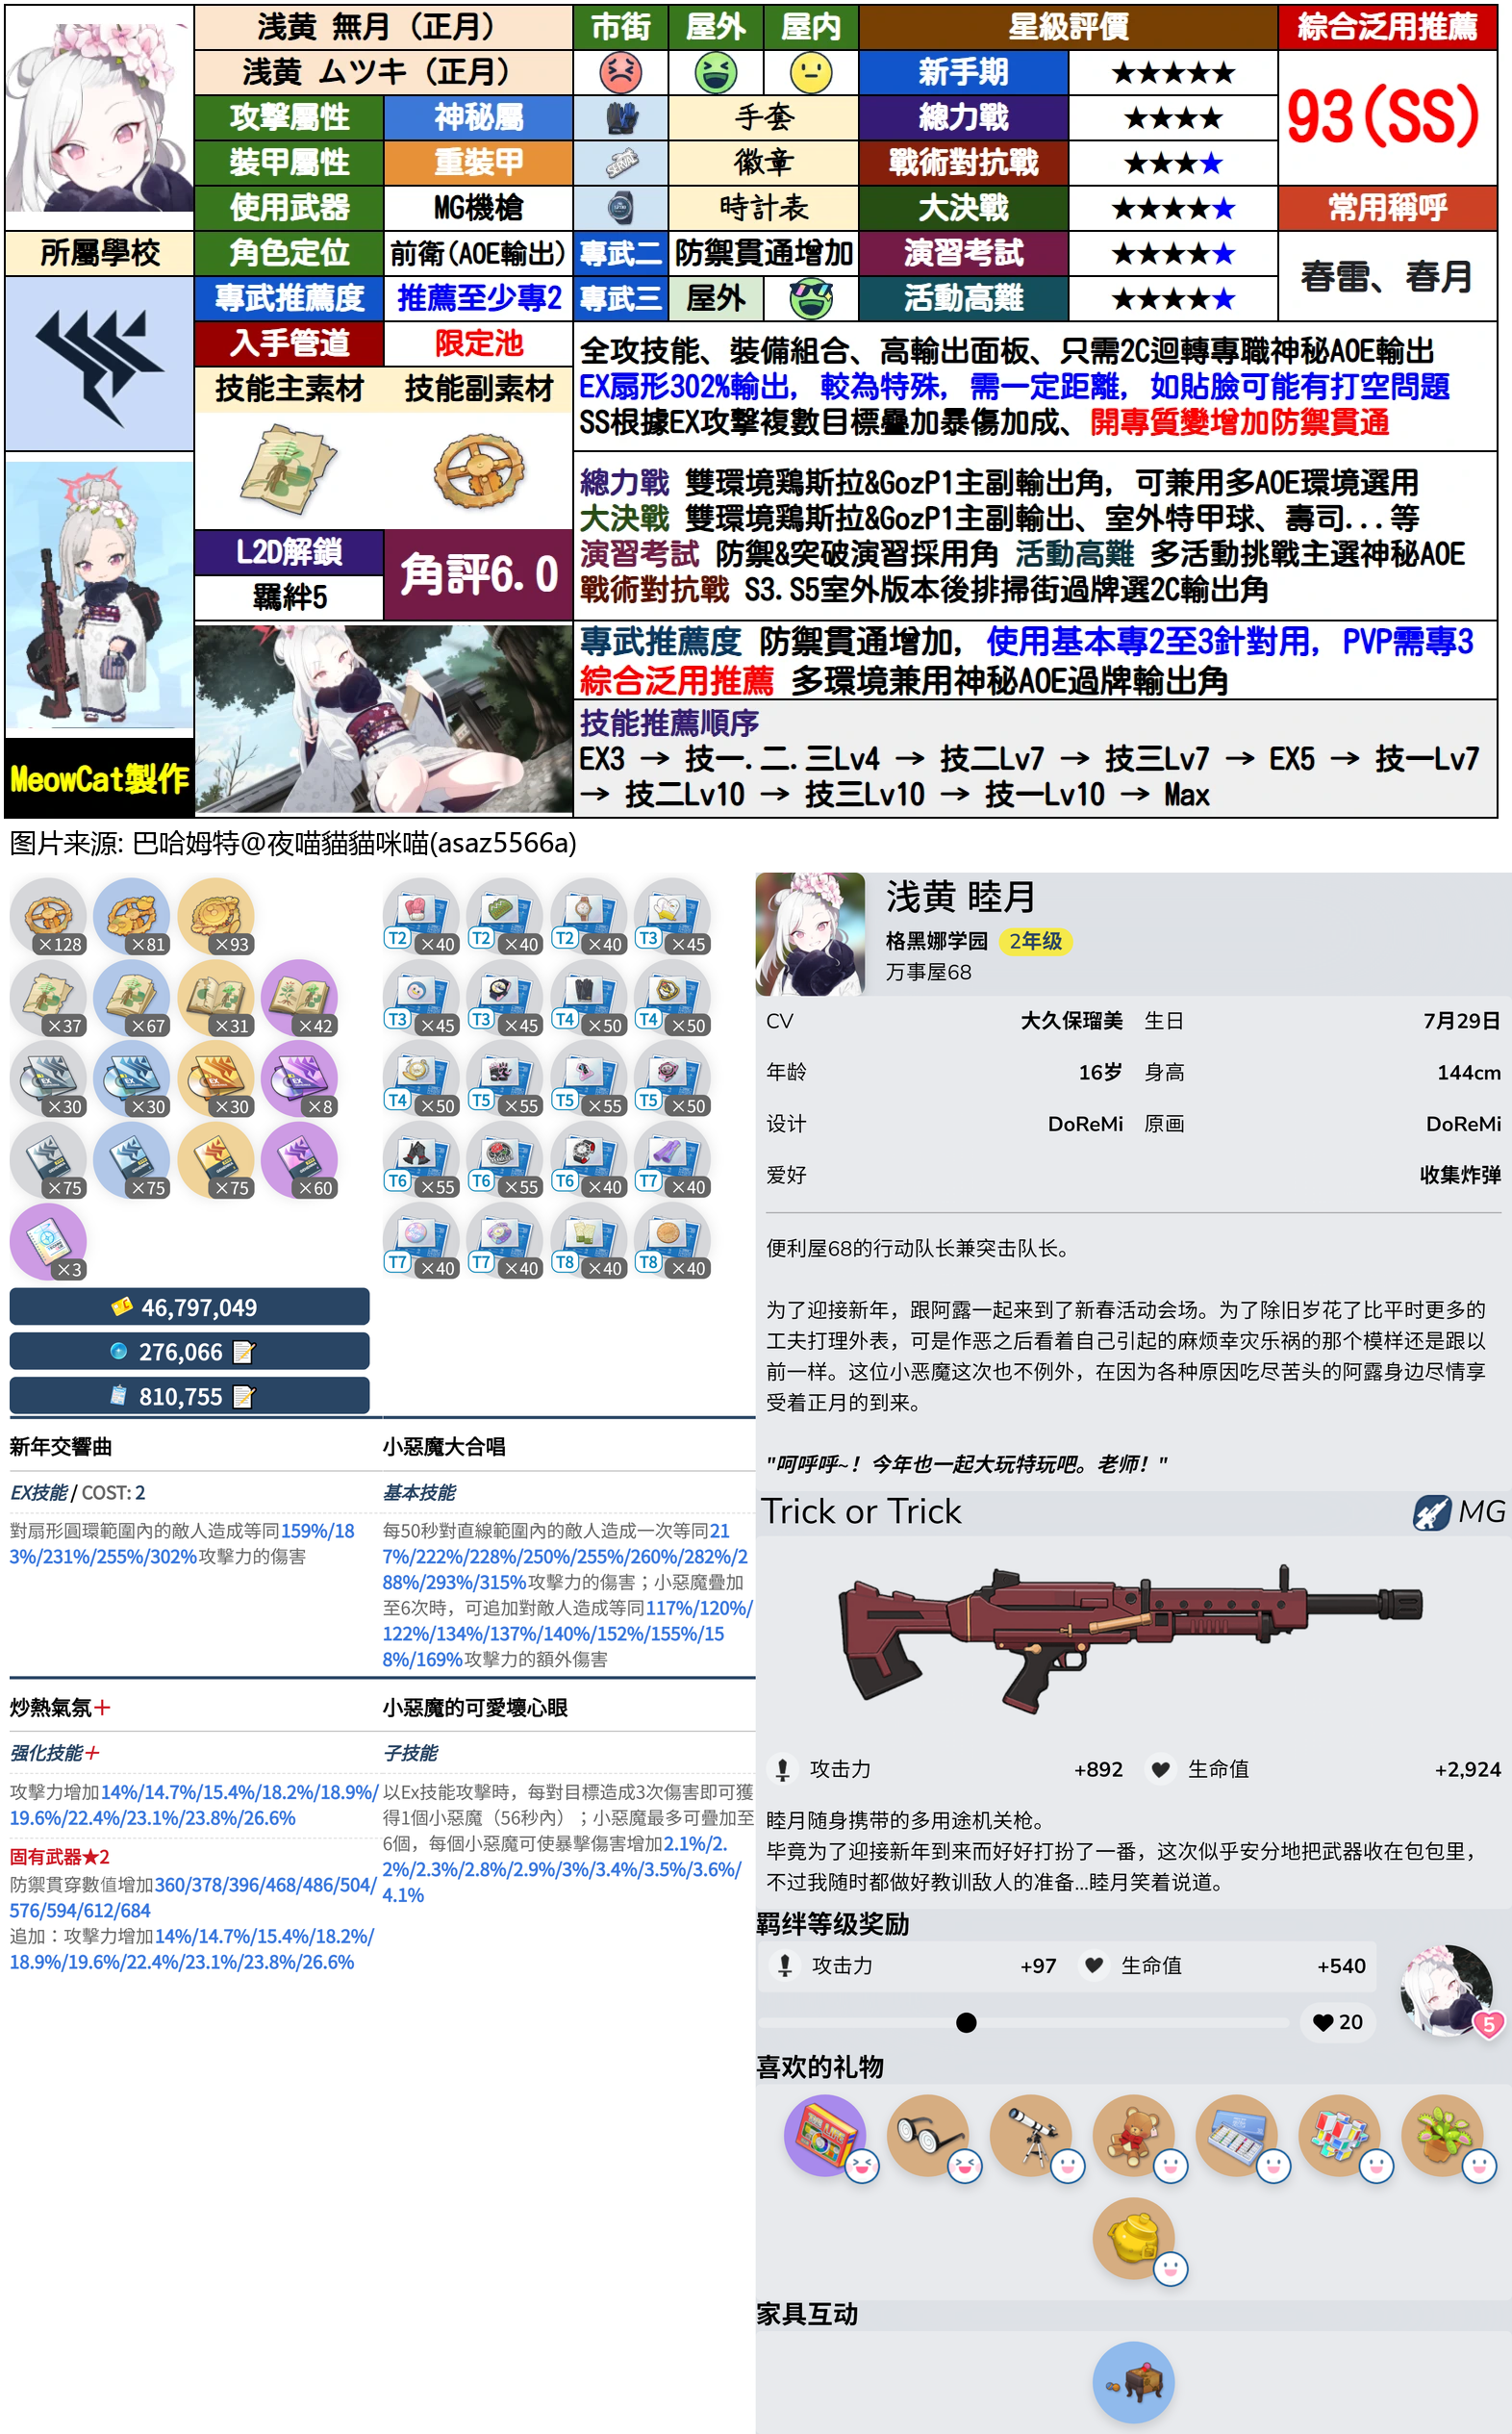 浅黄 無月（正月）
浅黄 ムツキ（正月）
市街 屋外 屋内
星級評價
綜合泛用推薦
新手期 ★★★★★
93(SS)
攻擊屬性 神秘屬 手套 總力戰 ★★★★
裝甲屬性 重裝甲 徽章 戰術對抗戰 ★★★★
使用武器 MG機槍 時計表 大決戰 ★★★★★
常用稱呼
所屬學校
角色定位 前衛(AOE輸出) 專武二 防禦貫通增加 演習考試 ★★★★★
春雷、春月
專武推薦度 推薦至少專2 專武三 屋外 活動高難 ★★★★★
入手管道 限定池
技能主素材 技能副素材
全攻技能、裝備組合、高輸出面板、只需2C迴轉專職神秘AOE輸出
EX扇形302%輸出, 較為特殊, 需一定距離, 如貼臉可能有打空問題
SS根據EX攻擊複數目標疊加暴傷加成、開專質變增加防禦貫通
L2D解鎖
羈絆5
角評6.0
總力戰 雙環境鶏斯拉&GozP1主副輸出角, 可兼用多AOE環境選用
大決戰 雙環境鶏斯拉&GozP1主副輸出、室外特甲球、壽司...等
演習考試 防禦&突破演習採用角 活動高難 多活動挑戰主選神秘AOE
戰術對抗戰 S3.S5室外版本後排掃街過牌選2C輸出角
專武推薦度 防禦貫通增加, 使用基本專2至3針對用, PVP需專3
綜合泛用推薦 多環境兼用神秘AOE過牌輸出角
技能推薦順序
EX3 → 技一.二.三Lv4 → 技二Lv7 → 技三Lv7 → EX5 → 技一Lv7
→ 技二Lv10 → 技三Lv10 → 技一Lv10 → Max
MeowCat製作
图片来源: 巴哈姆特@夜喵貓貓咪喵(asaz5566a)
×128 ×81 ×93
×37 ×67 ×31 ×42
×30 ×30 ×30 ×8
×75 ×75 ×75 ×60
×3
46,797,049
276,066
810,755
T2 ×40 T2 ×40 T2 ×40 T3 ×45
T3 ×45 T3 ×45 T4 ×50 T4 ×50
T4 ×50 T5 ×55 T5 ×55 T5 ×50
T6 ×55 T6 ×55 T6 ×40 T7 ×40
T7 ×40 T7 ×40 T8 ×40 T8 ×40
新年交響曲
EX技能 / COST: 2
對扇形圓環範圍內的敵人造成等同159%/18
3%/231%/255%/302%攻擊力的傷害
小惡魔大合唱
基本技能
每50秒對直線範圍內的敵人造成一次等同21
7%/222%/228%/250%/255%/260%/282%/2
88%/293%/315%攻擊力的傷害；小惡魔疊加
至6次時，可追加對敵人造成等同117%/120%/
122%/134%/137%/140%/152%/155%/15
8%/169%攻擊力的額外傷害
炒熱氣氛＋
强化技能＋
攻擊力增加14%/14.7%/15.4%/18.2%/18.9%/
19.6%/22.4%/23.1%/23.8%/26.6%
固有武器★2
防禦貫穿數值增加360/378/396/468/486/504/
576/594/612/684
追加：攻擊力增加14%/14.7%/15.4%/18.2%/
18.9%/19.6%/22.4%/23.1%/23.8%/26.6%
小惡魔的可愛壞心眼
子技能
以Ex技能攻擊時，每對目標造成3次傷害即可獲
得1個小惡魔（56秒內）；小惡魔最多可疊加至
6個，每個小惡魔可使暴擊傷害增加2.1%/2.
2%/2.3%/2.8%/2.9%/3%/3.4%/3.5%/3.6%/
4.1%
浅黄 睦月
格黑娜学园 2年级
万事屋68
CV 大久保瑠美 生日 7月29日
年龄 16岁 身高 144cm
设计 DoReMi 原画 DoReMi
爱好 收集炸弹
便利屋68的行动队长兼突击队长。
为了迎接新年，跟阿露一起来到了新春活动会场。为了除旧岁花了比平时更多的
工夫打理外表，可是作恶之后看着自己引起的麻烦幸灾乐祸的那个模样还是跟以
前一样。这位小恶魔这次也不例外，在因为各种原因吃尽苦头的阿露身边尽情享
受着正月的到来。
"呵呼呼~！今年也一起大玩特玩吧。老师！"
Trick or Trick MG
攻击力 +892 生命值 +2,924
睦月随身携带的多用途机关枪。
毕竟为了迎接新年到来而好好打扮了一番，这次似乎安分地把武器收在包包里，
不过我随时都做好教训敌人的准备...睦月笑着说道。
羁绊等级奖励
攻击力 +97 生命值 +540
20
5
喜欢的礼物
家具互动